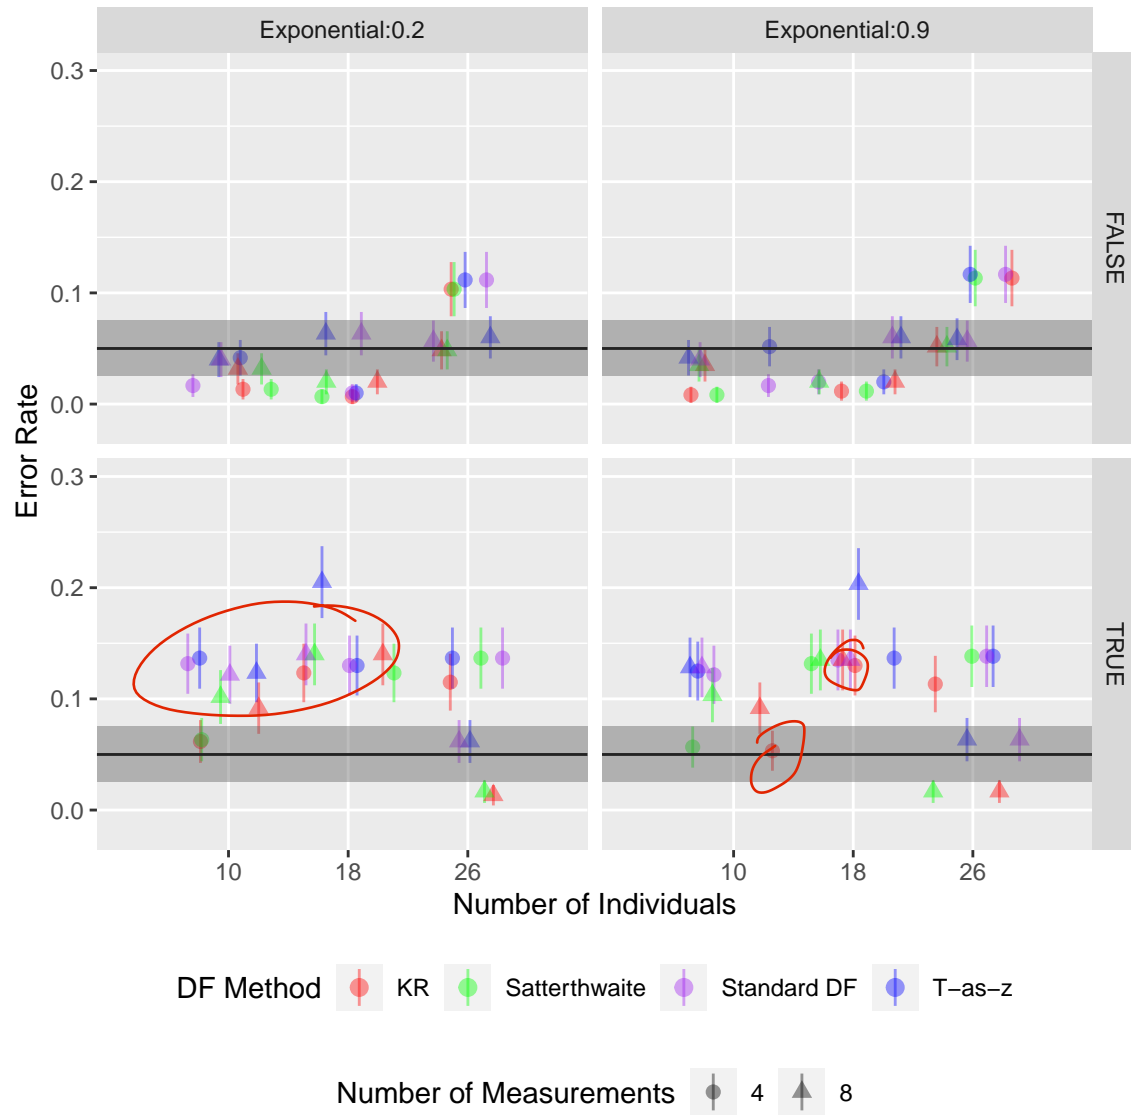 Exponential:0.2
Exponential:0.9
0.3
0.2
0.1
0.0
FALSE
0.3
0.2
0.1
0.0
TRUE
Error Rate
10
18
26
10
18
26
Number of Individuals
DF Method
KR
Satterthwaite
Standard DF
T−as−z
Number of Measurements
4
8